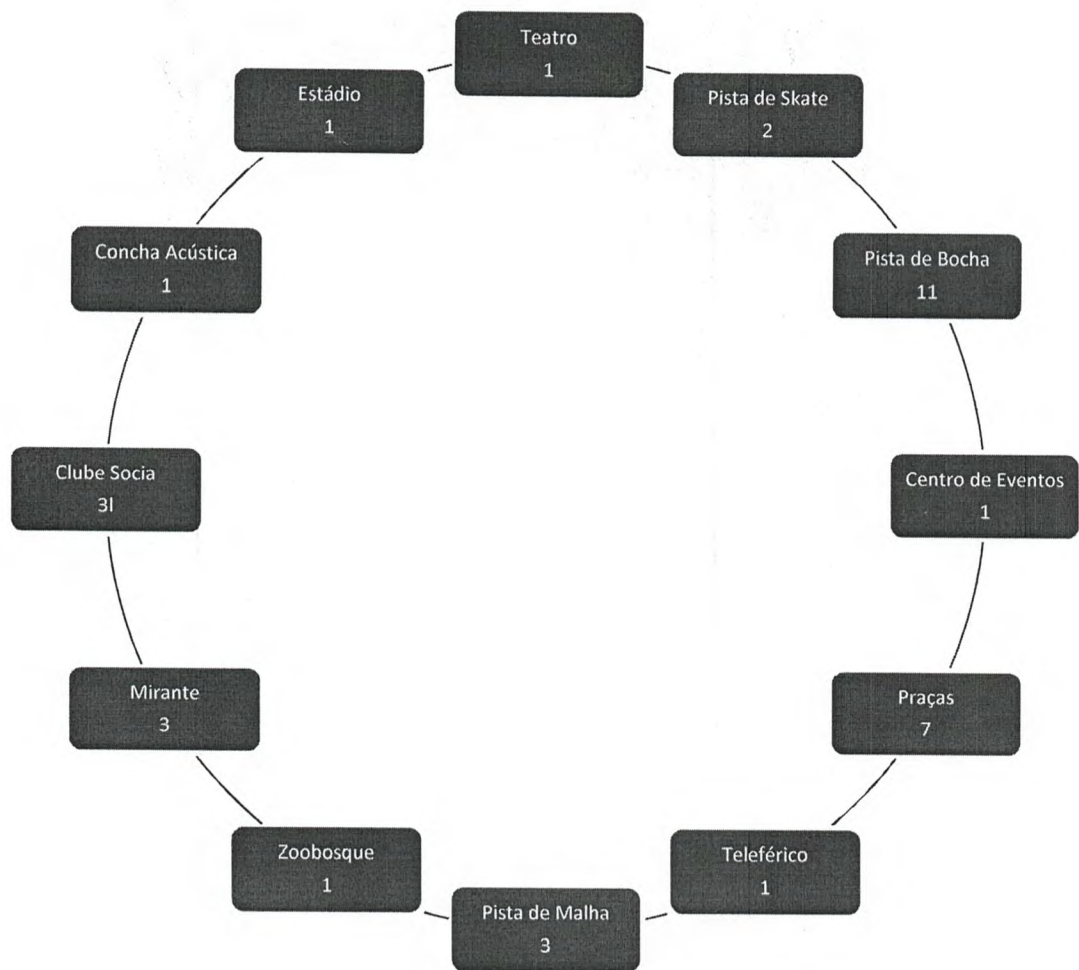 Teatro
1
Pista de Skate
2
Pista de Bocha
11
Centro de Eventos
1
Praças
7
Teleférico
1
Pista de Malha
3
Zoobosque
1
Mirante
3
Clube Socia
3l
Concha Acústica
1
Estádio
1